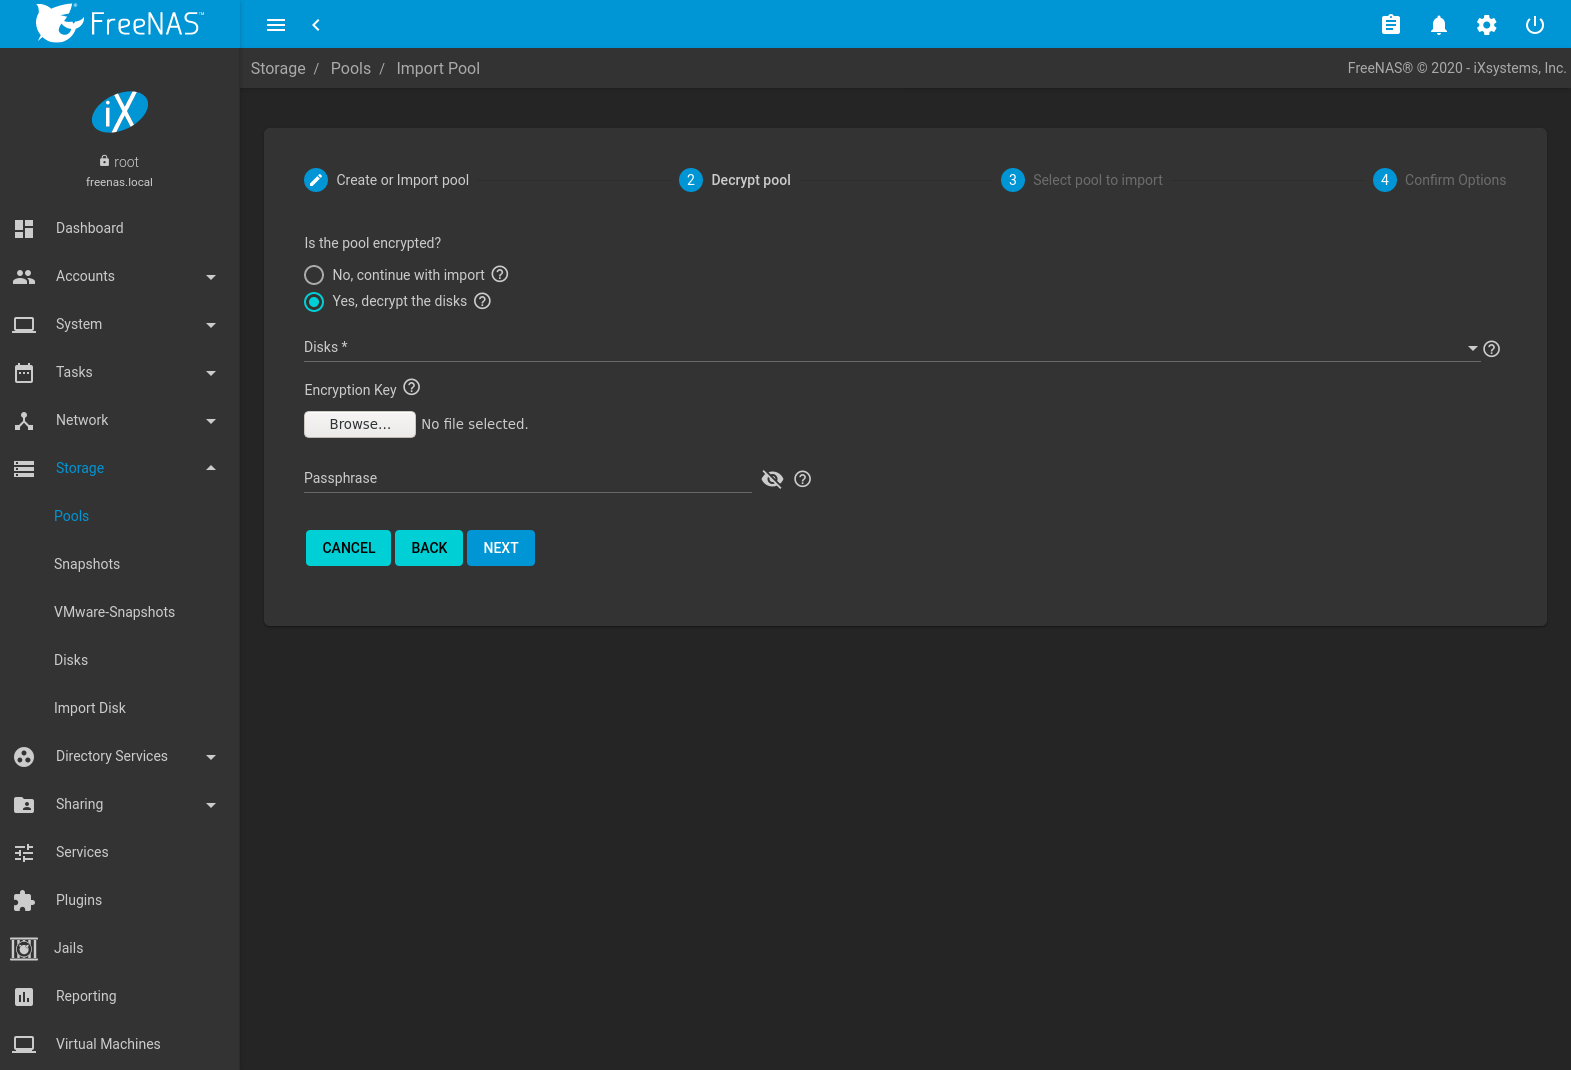 FreeNAS™
Storage / Pools / Import Pool
FreeNAS® © 2020 - iXsystems, Inc.
iX
root
freenas.local
Dashboard
Accounts
System
Tasks
Network
Storage
Pools
Snapshots
VMware-Snapshots
Disks
Import Disk
Directory Services
Sharing
Services
Plugins
Jails
Reporting
Virtual Machines
Create or Import pool
2 Decrypt pool
3 Select pool to import
4 Confirm Options
Is the pool encrypted?
No, continue with import
Yes, decrypt the disks
Disks *
Encryption Key
Browse... No file selected.
Passphrase
CANCEL BACK NEXT